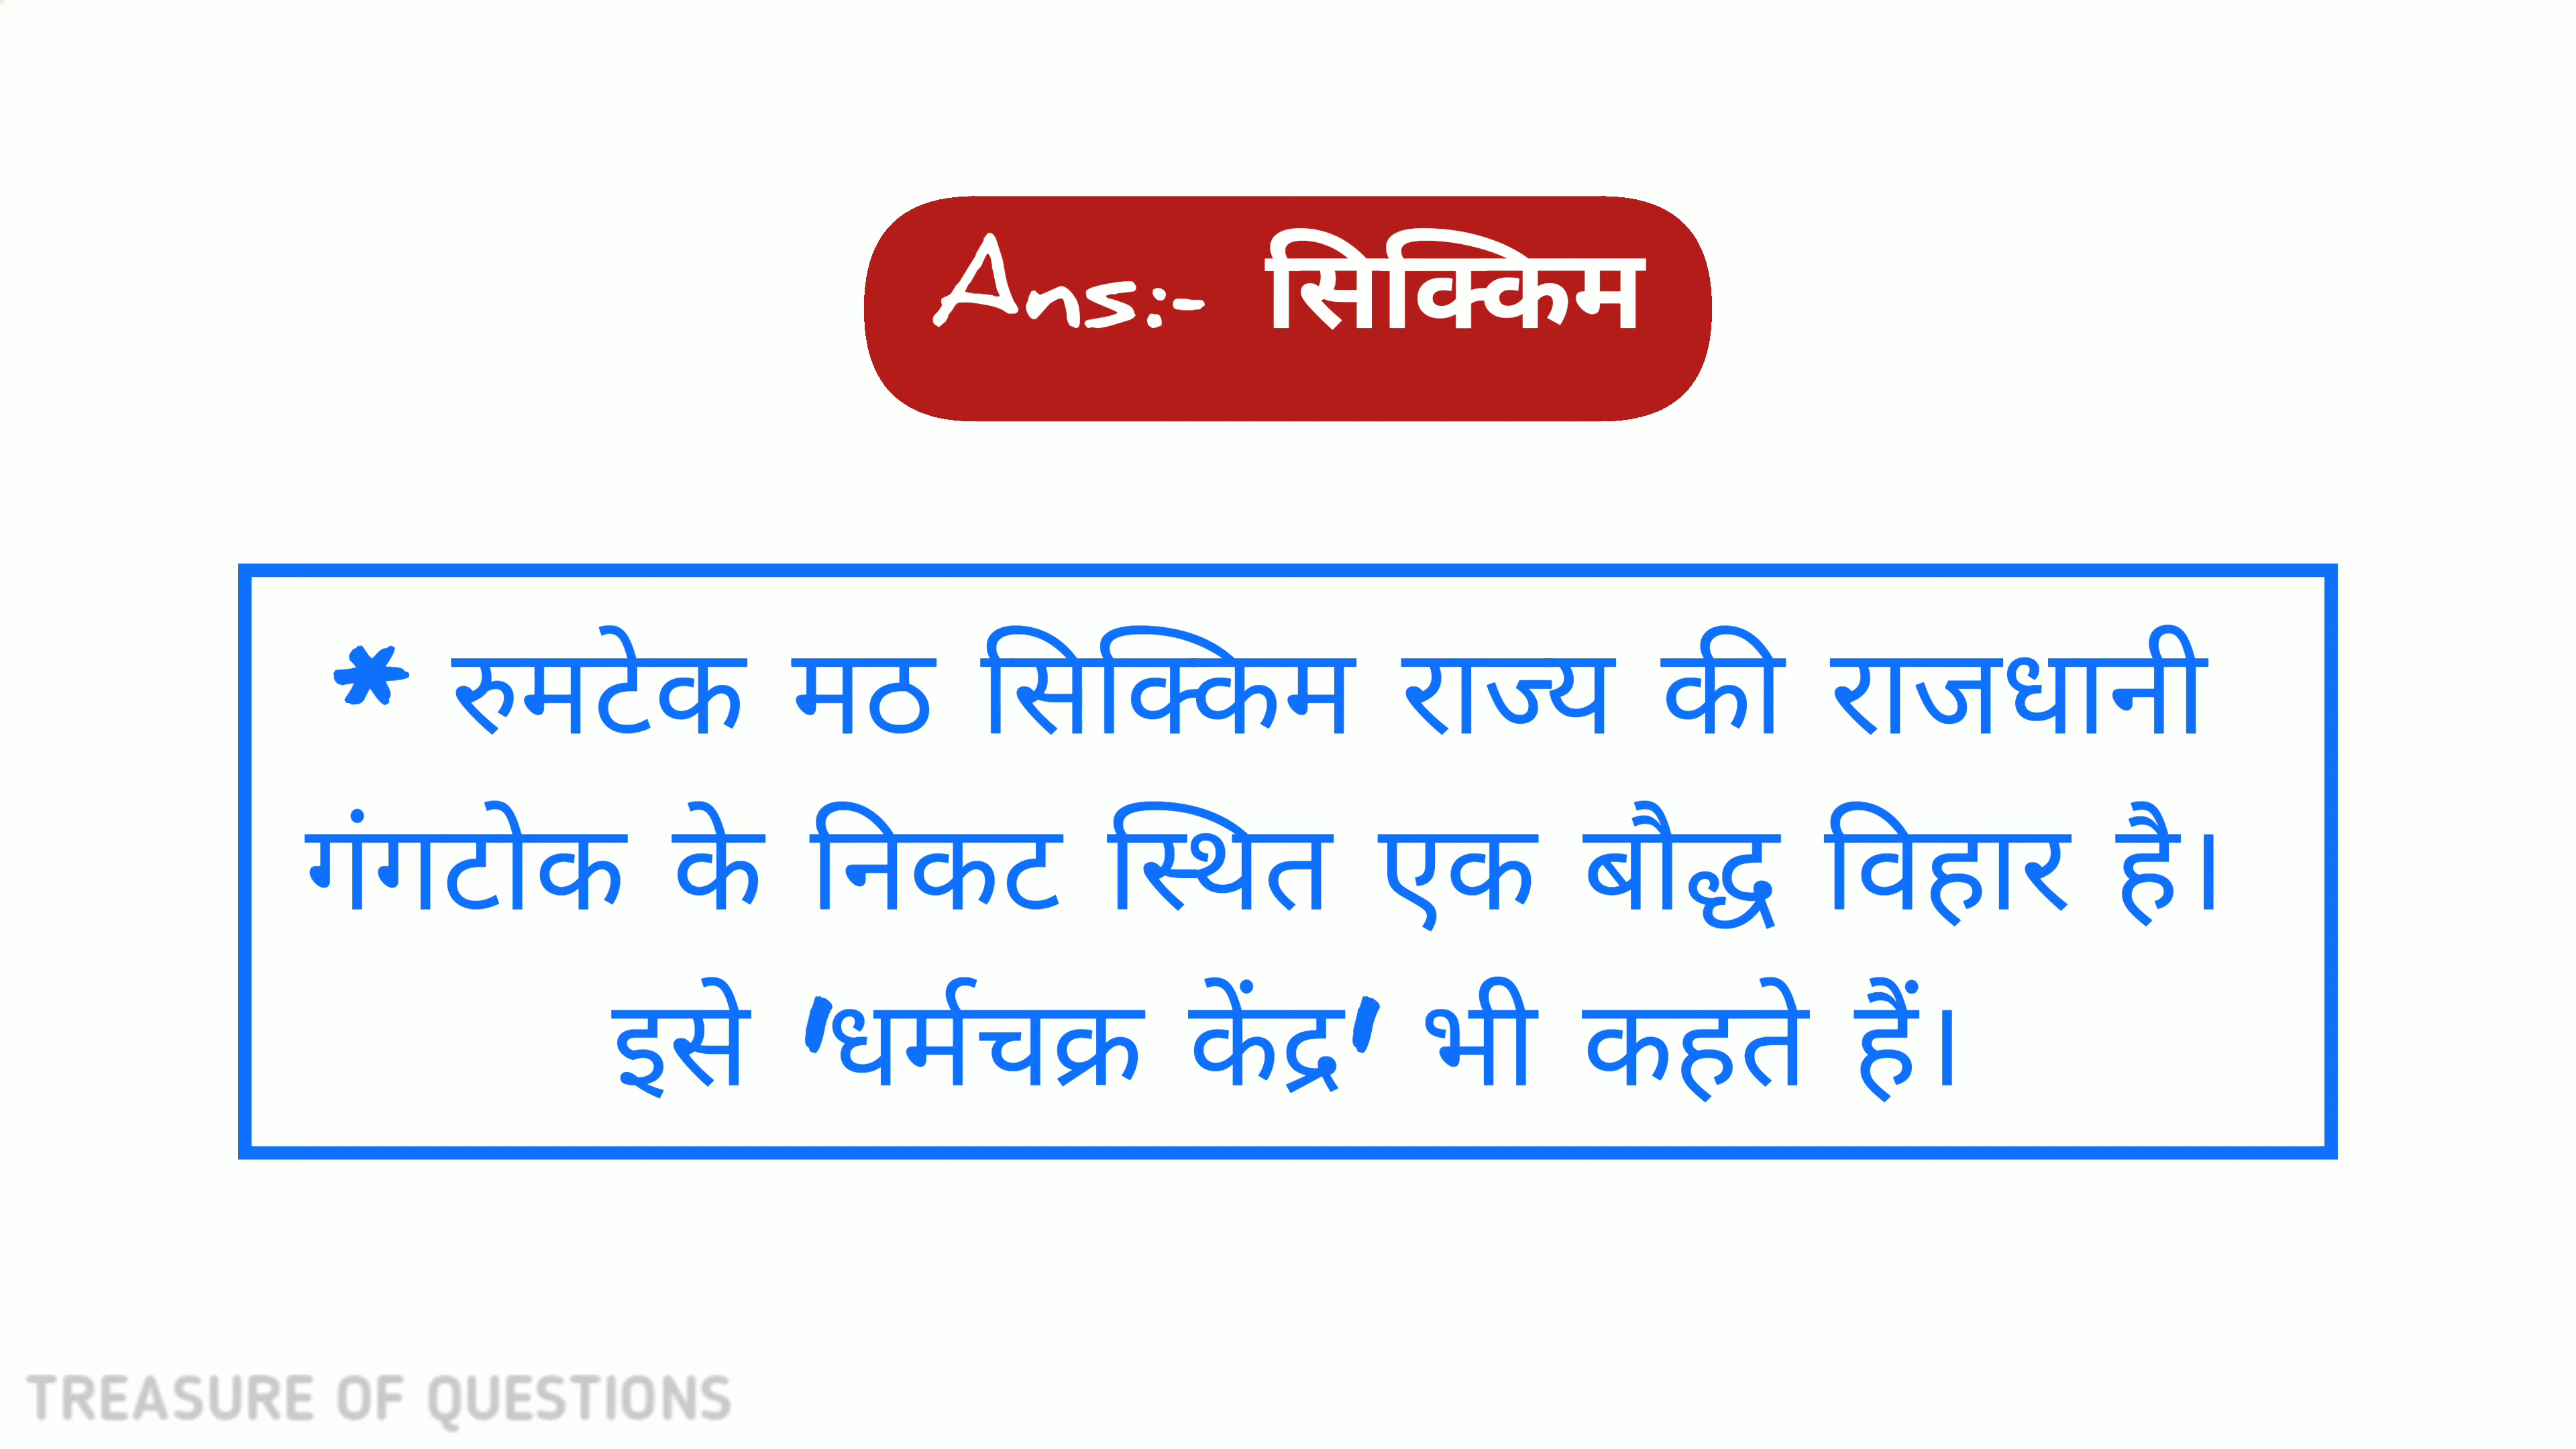 Ans:- सिक्किम
* रुमटेक मठ सिक्किम राज्य की राजधानी
गंगटोक के निकट स्थित एक बौद्ध विहार है।
इसे 'धर्मचक्र केंद्र' भी कहते हैं।
TREASURE OF QUESTIONS